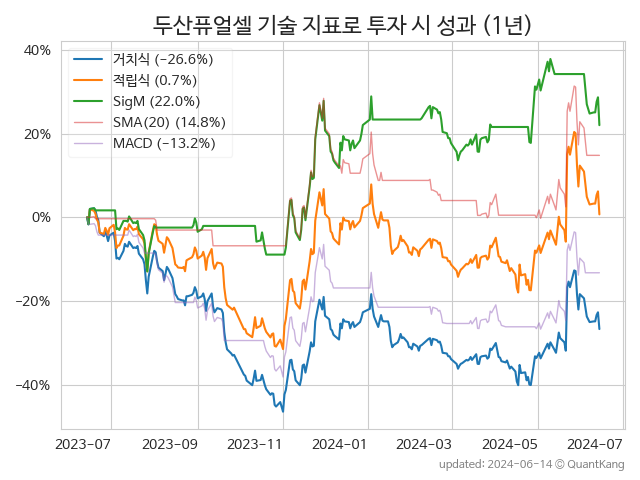 두산퓨얼셀 기술 지표로 투자 시 성과 (1년)
40%
20%
0%
−20%
−40%
거치식 (−26.6%)
적립식 (0.7%)
SigM (22.0%)
SMA(20) (14.8%)
MACD (−13.2%)
2023−07 2023−09 2023−11 2024−01 2024−03 2024−05 2024−07
updated: 2024−06−14 ⓒ QuantKang